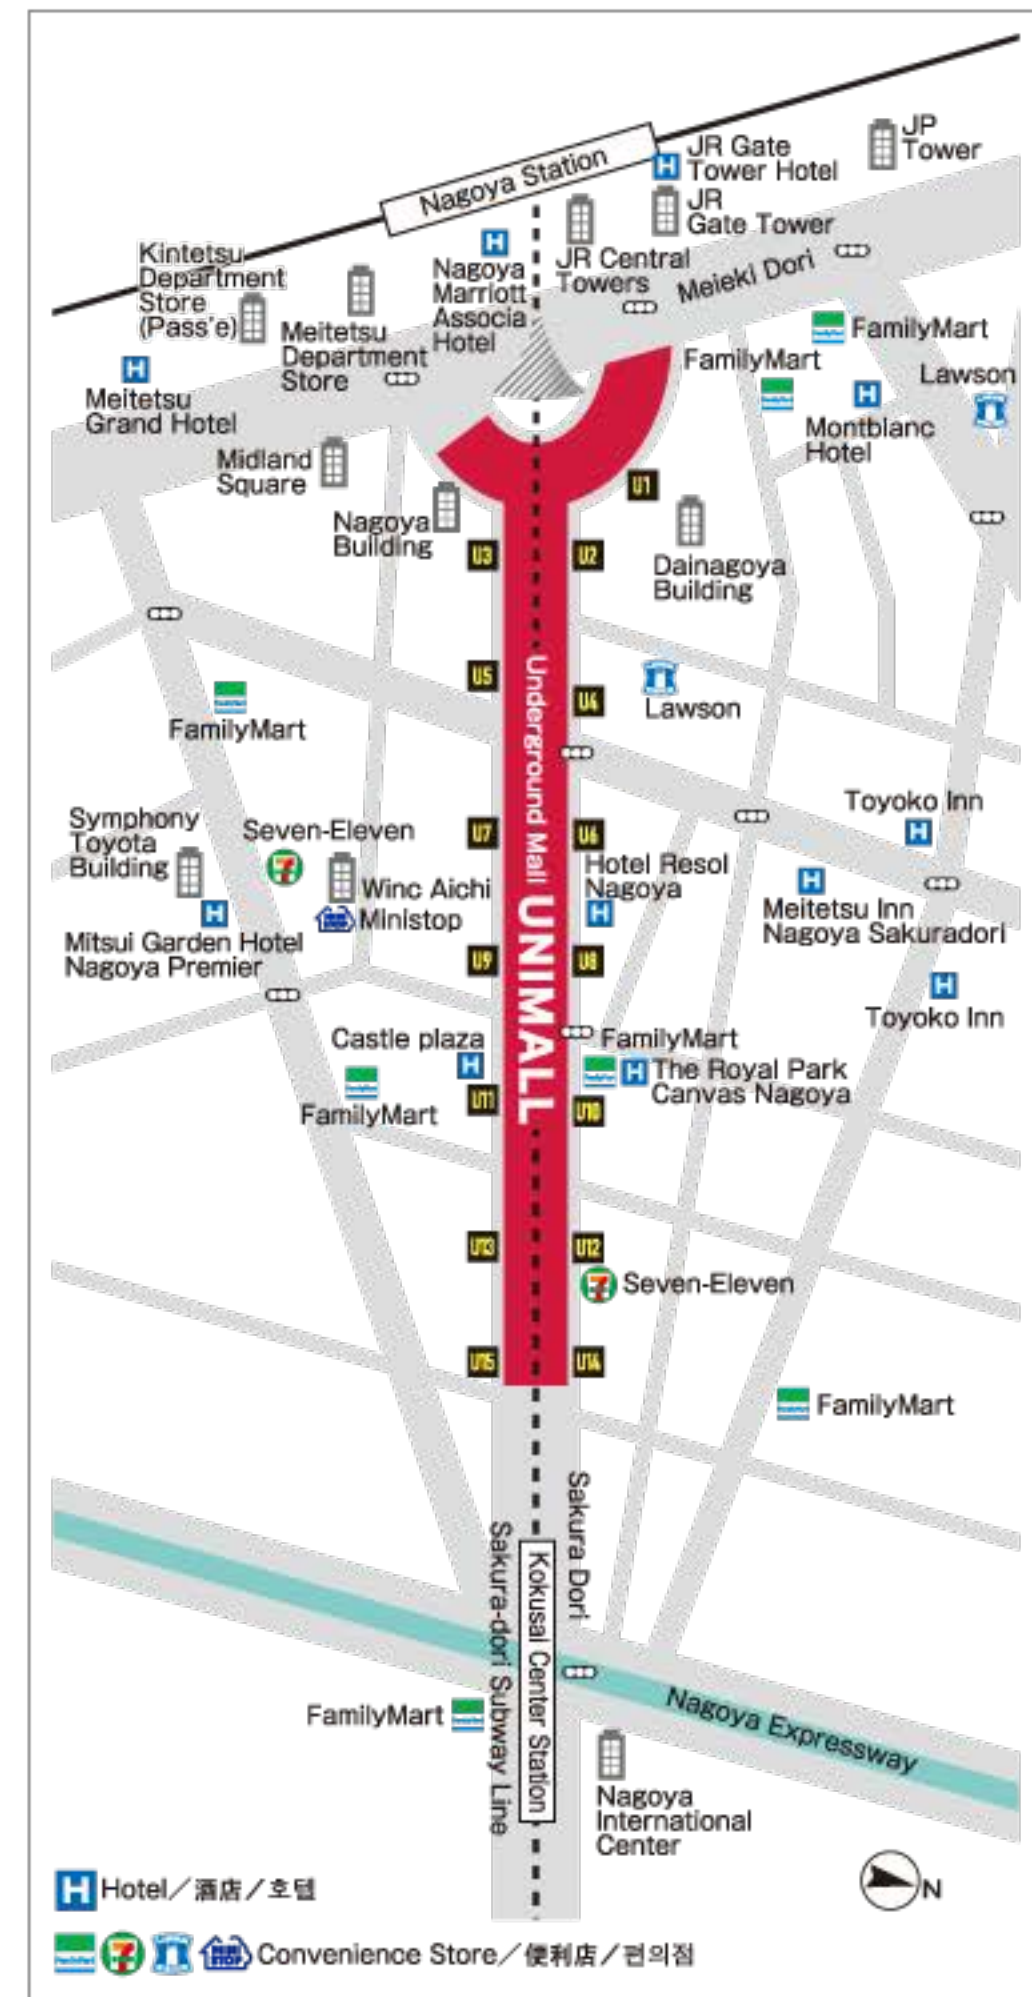 Nagoya Station
JR Gate
Tower Hotel
JP
Tower
JR
Gate Tower
Kintetsu
Department
Store
(Pass'e)
Meitetsu
Department
Store
Nagoya
Marriott
Associa
Hotel
JR Central
Towers
Meieki Dori
FamilyMart
FamilyMart
Lawson
Meitetsu
Grand Hotel
Montblanc
Hotel
Midland
Square
Nagoya
Building
U1
U3
U2
Dainagoya
Building
U5
U4
Lawson
FamilyMart
Underground Mall UNIMALL
Symphony
Toyota
Building
Seven-Eleven
Winc Aichi
Ministop
Mitsui Garden Hotel
Nagoya Premier
U7
U6
Hotel Resol
Nagoya
Toyoko Inn
Meitetsu Inn
Nagoya Sakuradori
Toyoko Inn
U9
U8
Castle plaza
FamilyMart
U11
U10
FamilyMart
The Royal Park
Canvas Nagoya
U13
U12
Seven-Eleven
U15
U14
FamilyMart
Sakura Dori
Sakura-dori Subway Line
Kokusai Center Station
Nagoya Expressway
FamilyMart
Nagoya
International
Center
N
H Hotel／酒店／호텔
Convenience Store／便利店／편의점